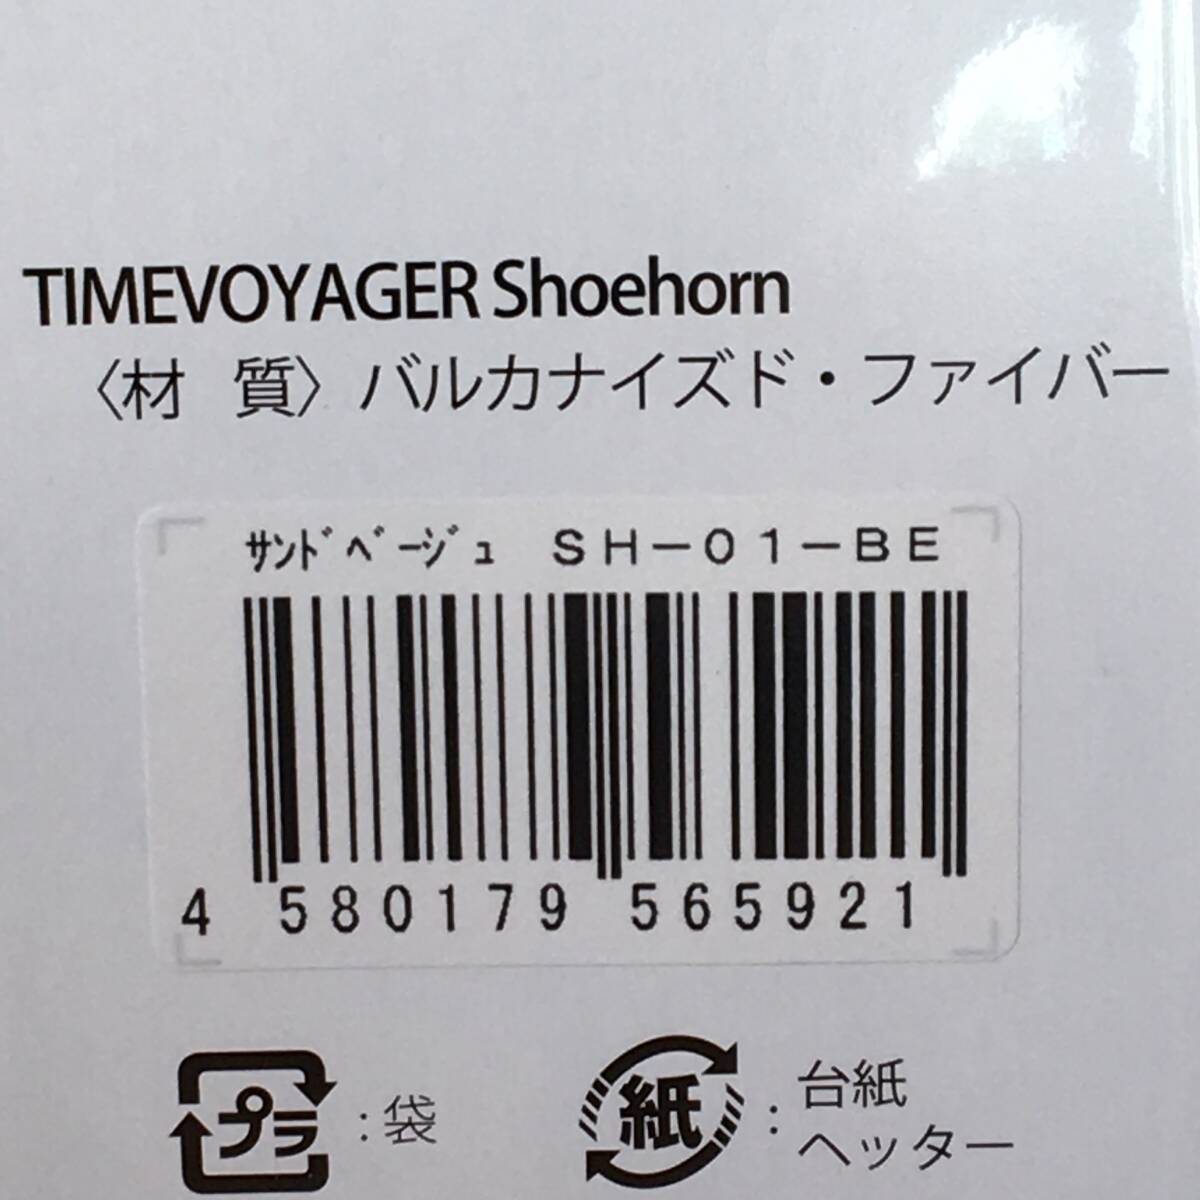 TIMEVOYAGER Shoehorn
〈材 質〉バルカナイズド・ファイバー
ｻﾝﾄﾞﾍﾞｰｼﾞｭ ＳＨ－０１－ＢＥ
4 580179 565921
プラ : 袋
紙 : 台紙
ヘッター